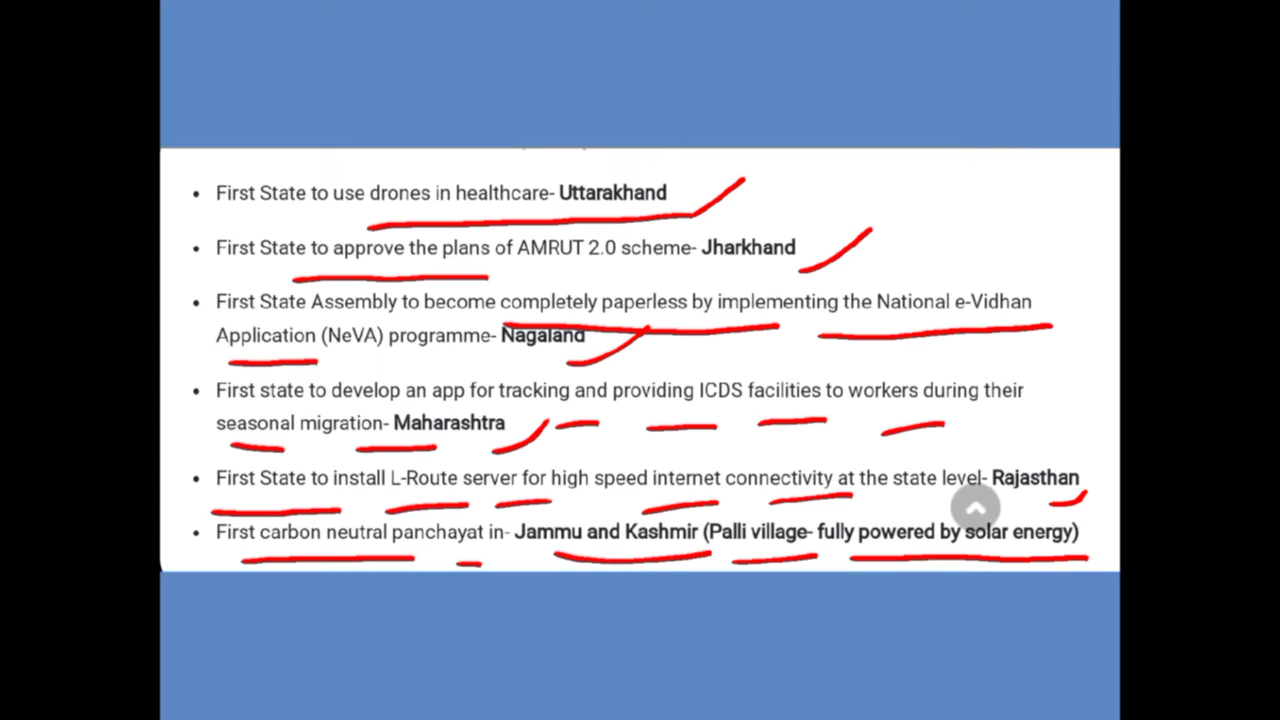 • First State to use drones in healthcare- Uttarakhand
• First State to approve the plans of AMRUT 2.0 scheme- Jharkhand
• First State Assembly to become completely paperless by implementing the National e-Vidhan
Application (NeVA) programme- Nagaland
• First state to develop an app for tracking and providing ICDS facilities to workers during their
seasonal migration- Maharashtra
• First State to install L-Route server for high speed internet connectivity at the state level- Rajasthan
• First carbon neutral panchayat in- Jammu and Kashmir (Palli village- fully powered by solar energy)